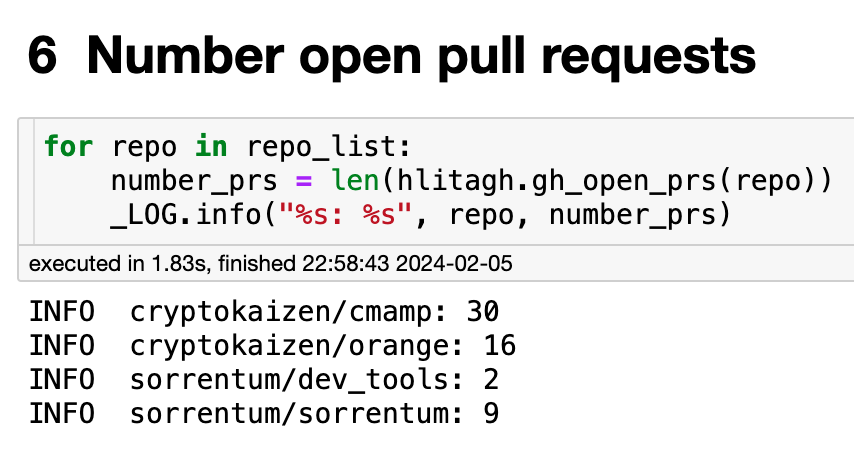 6 Number open pull requests
for repo in repo_list:
    number_prs = len(hlitagh.gh_open_prs(repo))
    _LOG.info("%s: %s", repo, number_prs)
executed in 1.83s, finished 22:58:43 2024-02-05
INFO  cryptokaizen/cmamp: 30
INFO  cryptokaizen/orange: 16
INFO  sorrentum/dev_tools: 2
INFO  sorrentum/sorrentum: 9